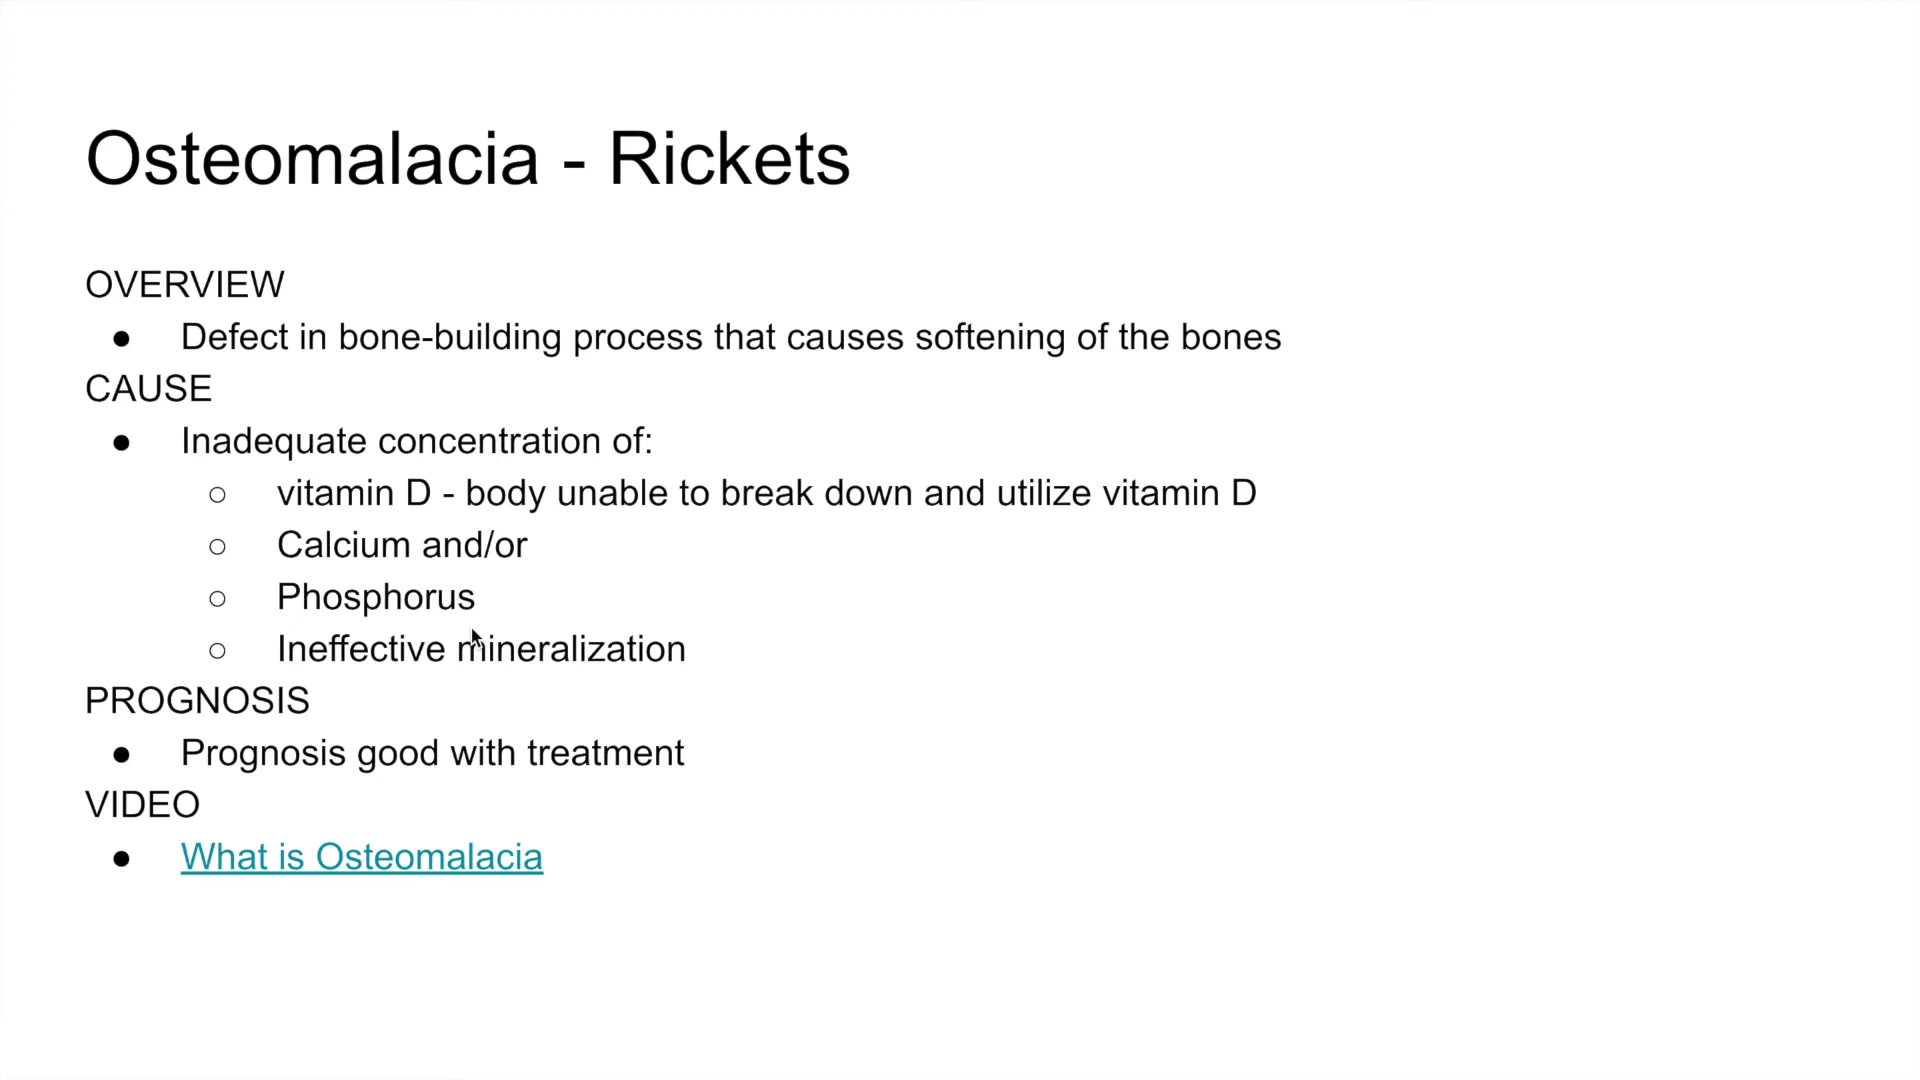 Osteomalacia - Rickets
OVERVIEW
● Defect in bone-building process that causes softening of the bones
CAUSE
● Inadequate concentration of:
○ vitamin D - body unable to break down and utilize vitamin D
○ Calcium and/or
○ Phosphorus
○ Ineffective mineralization
PROGNOSIS
● Prognosis good with treatment
VIDEO
● What is Osteomalacia